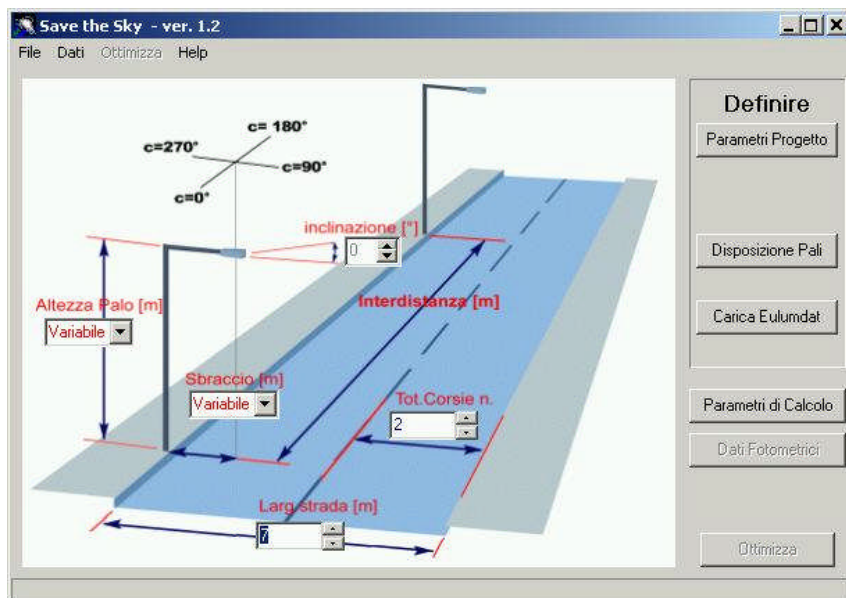 Save the Sky - ver. 1.2
File Dati Ottimizza Help
Definire
Parametri Progetto
Disposizione Pali
Carica Eulumdat
Parametri di Calcolo
Dati Fotometrici
Ottimizza
c= 180°
c=270°
c=90°
c=0°
inclinazione [°]
0
Altezza Palo [m]
Variabile
Interdistanza [m]
Sbraccio [m]
Variabile
Tot.Corsie n.
2
Larg strada [m]
7